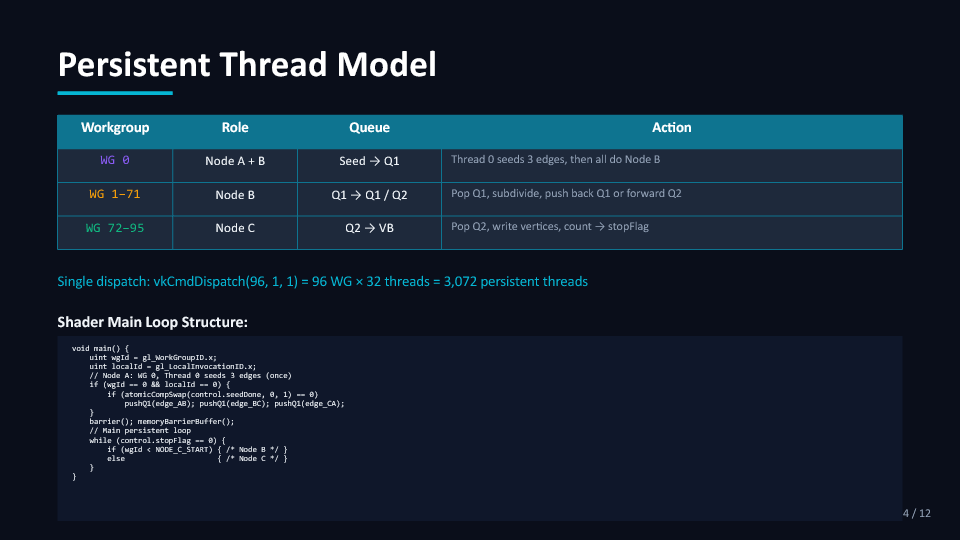 Persistent Thread Model
Workgroup Role Queue Action
WG 0 Node A + B Seed → Q1 Thread 0 seeds 3 edges, then all do Node B
WG 1–71 Node B Q1 → Q1 / Q2 Pop Q1, subdivide, push back Q1 or forward Q2
WG 72–95 Node C Q2 → VB Pop Q2, write vertices, count → stopFlag
Single dispatch: vkCmdDispatch(96, 1, 1) = 96 WG × 32 threads = 3,072 persistent threads
Shader Main Loop Structure:
void main() {
    uint wgId = gl_WorkGroupID.x;
    uint localId = gl_LocalInvocationID.x;
    // Node A: WG 0, Thread 0 seeds 3 edges (once)
    if (wgId == 0 && localId == 0) {
        if (atomicCompSwap(control.seedDone, 0, 1) == 0)
            pushQ1(edge_AB); pushQ1(edge_BC); pushQ1(edge_CA);
    }
    barrier(); memoryBarrierBuffer();
    // Main persistent loop
    while (control.stopFlag == 0) {
        if (wgId < NODE_C_START) { /* Node B */ }
        else                     { /* Node C */ }
    }
}
4 / 12